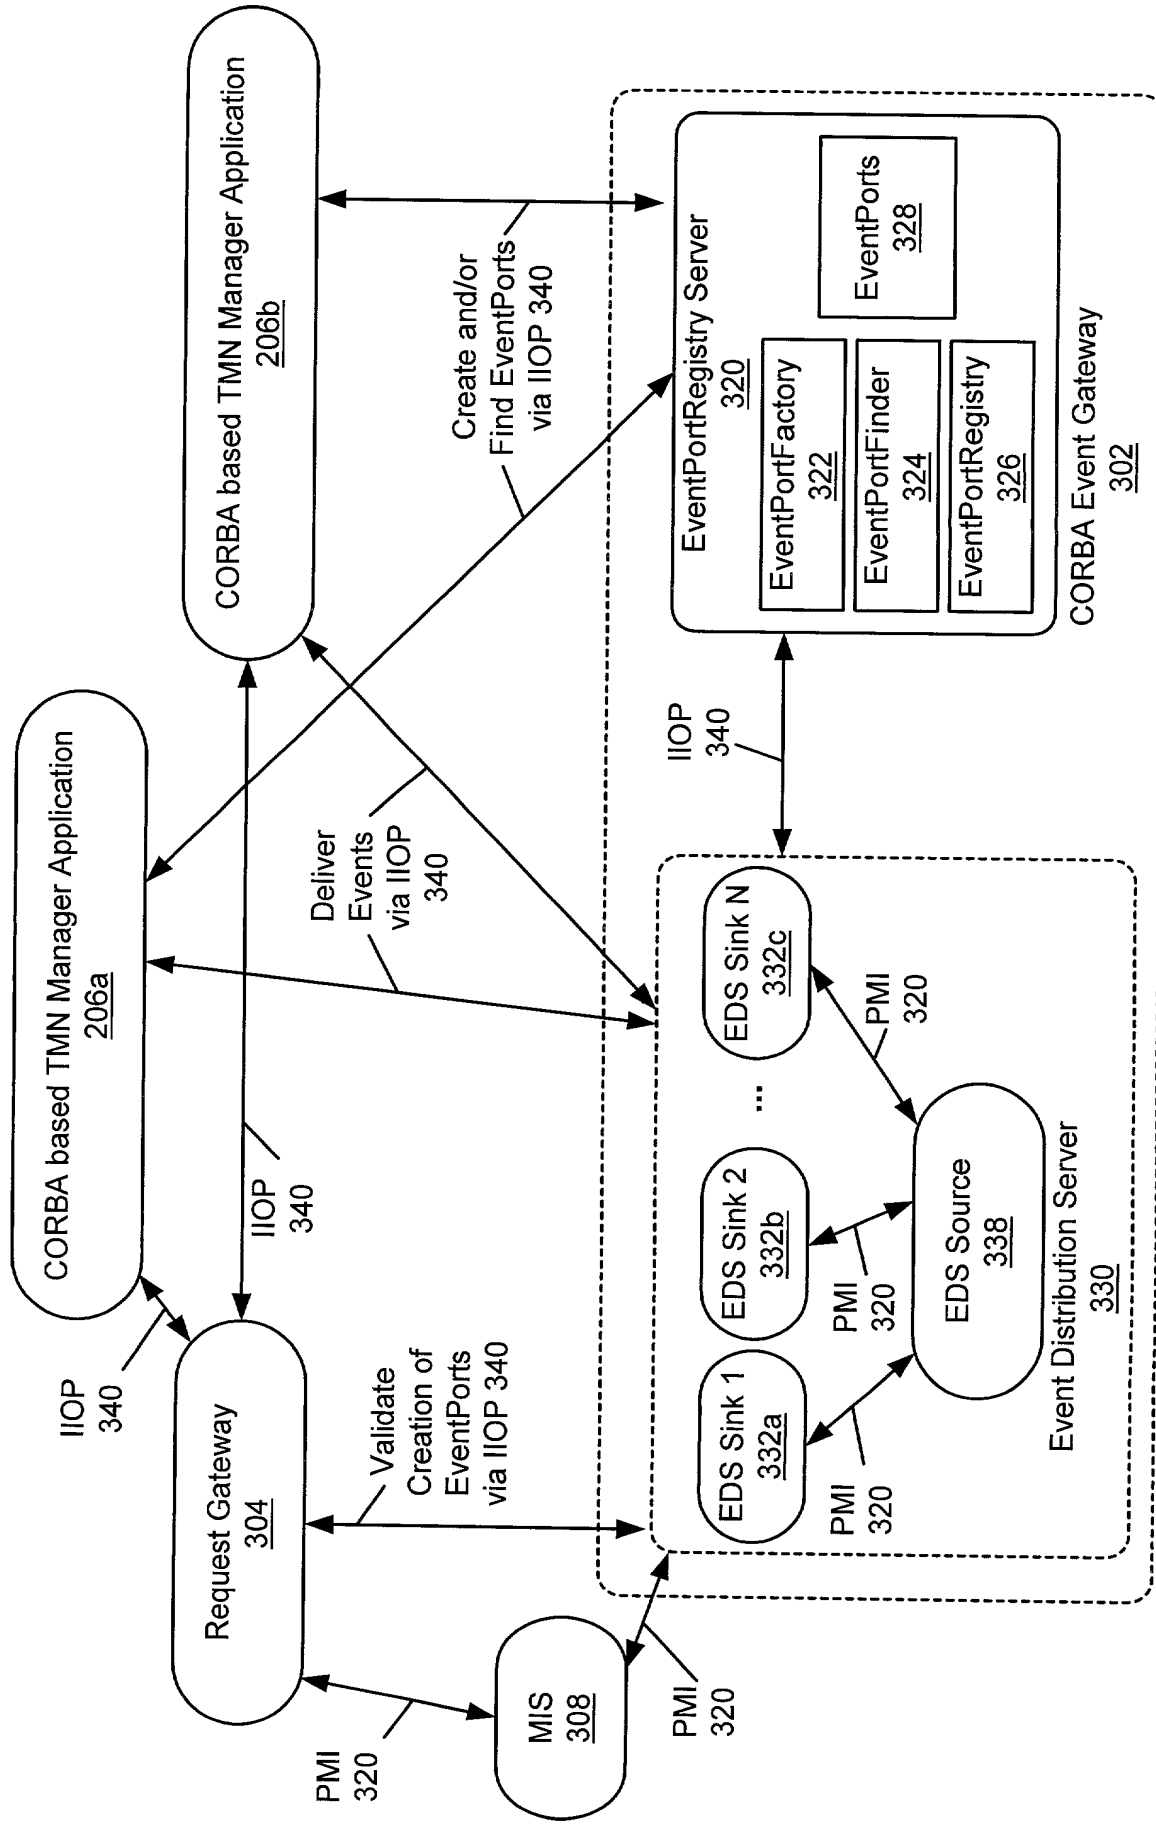 CORBA based TMN Manager Application
206a
CORBA based TMN Manager Application
206b
IIOP
340
Request Gateway
304
IIOP
340
Deliver
Events
via IIOP
340
Create and/or
Find EventPorts
via IIOP 340
Validate
Creation of
EventPorts
via IIOP 340
PMI
320
MIS
308
PMI
320
EDS Sink 1
332a
EDS Sink 2
332b
...
EDS Sink N
332c
PMI
320
PMI
320
PMI
320
EDS Source
338
Event Distribution Server
330
IIOP
340
EventPortRegistry Server
320
EventPortFactory
322
EventPortFinder
324
EventPortRegistry
326
EventPorts
328
CORBA Event Gateway
302